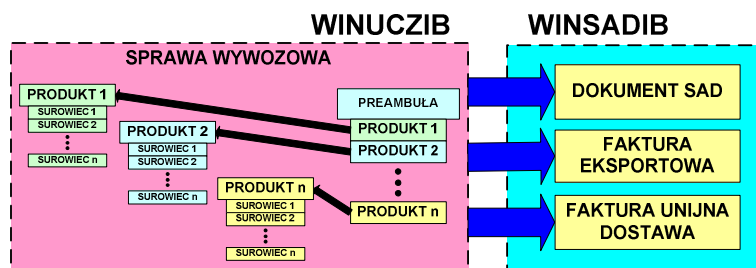 WINUCZIB
WINSADIB
SPRAWA WYWOZOWA
PRODUKT 1
SUROWIEC 1
SUROWIEC 2
SUROWIEC n
PRODUKT 2
SUROWIEC 1
SUROWIEC 2
SUROWIEC n
PRODUKT n
SUROWIEC 1
SUROWIEC 2
SUROWIEC n
PREAMBUŁA
PRODUKT 1
PRODUKT 2
PRODUKT n
DOKUMENT SAD
FAKTURA
EKSPORTOWA
FAKTURA UNIJNA
DOSTAWA